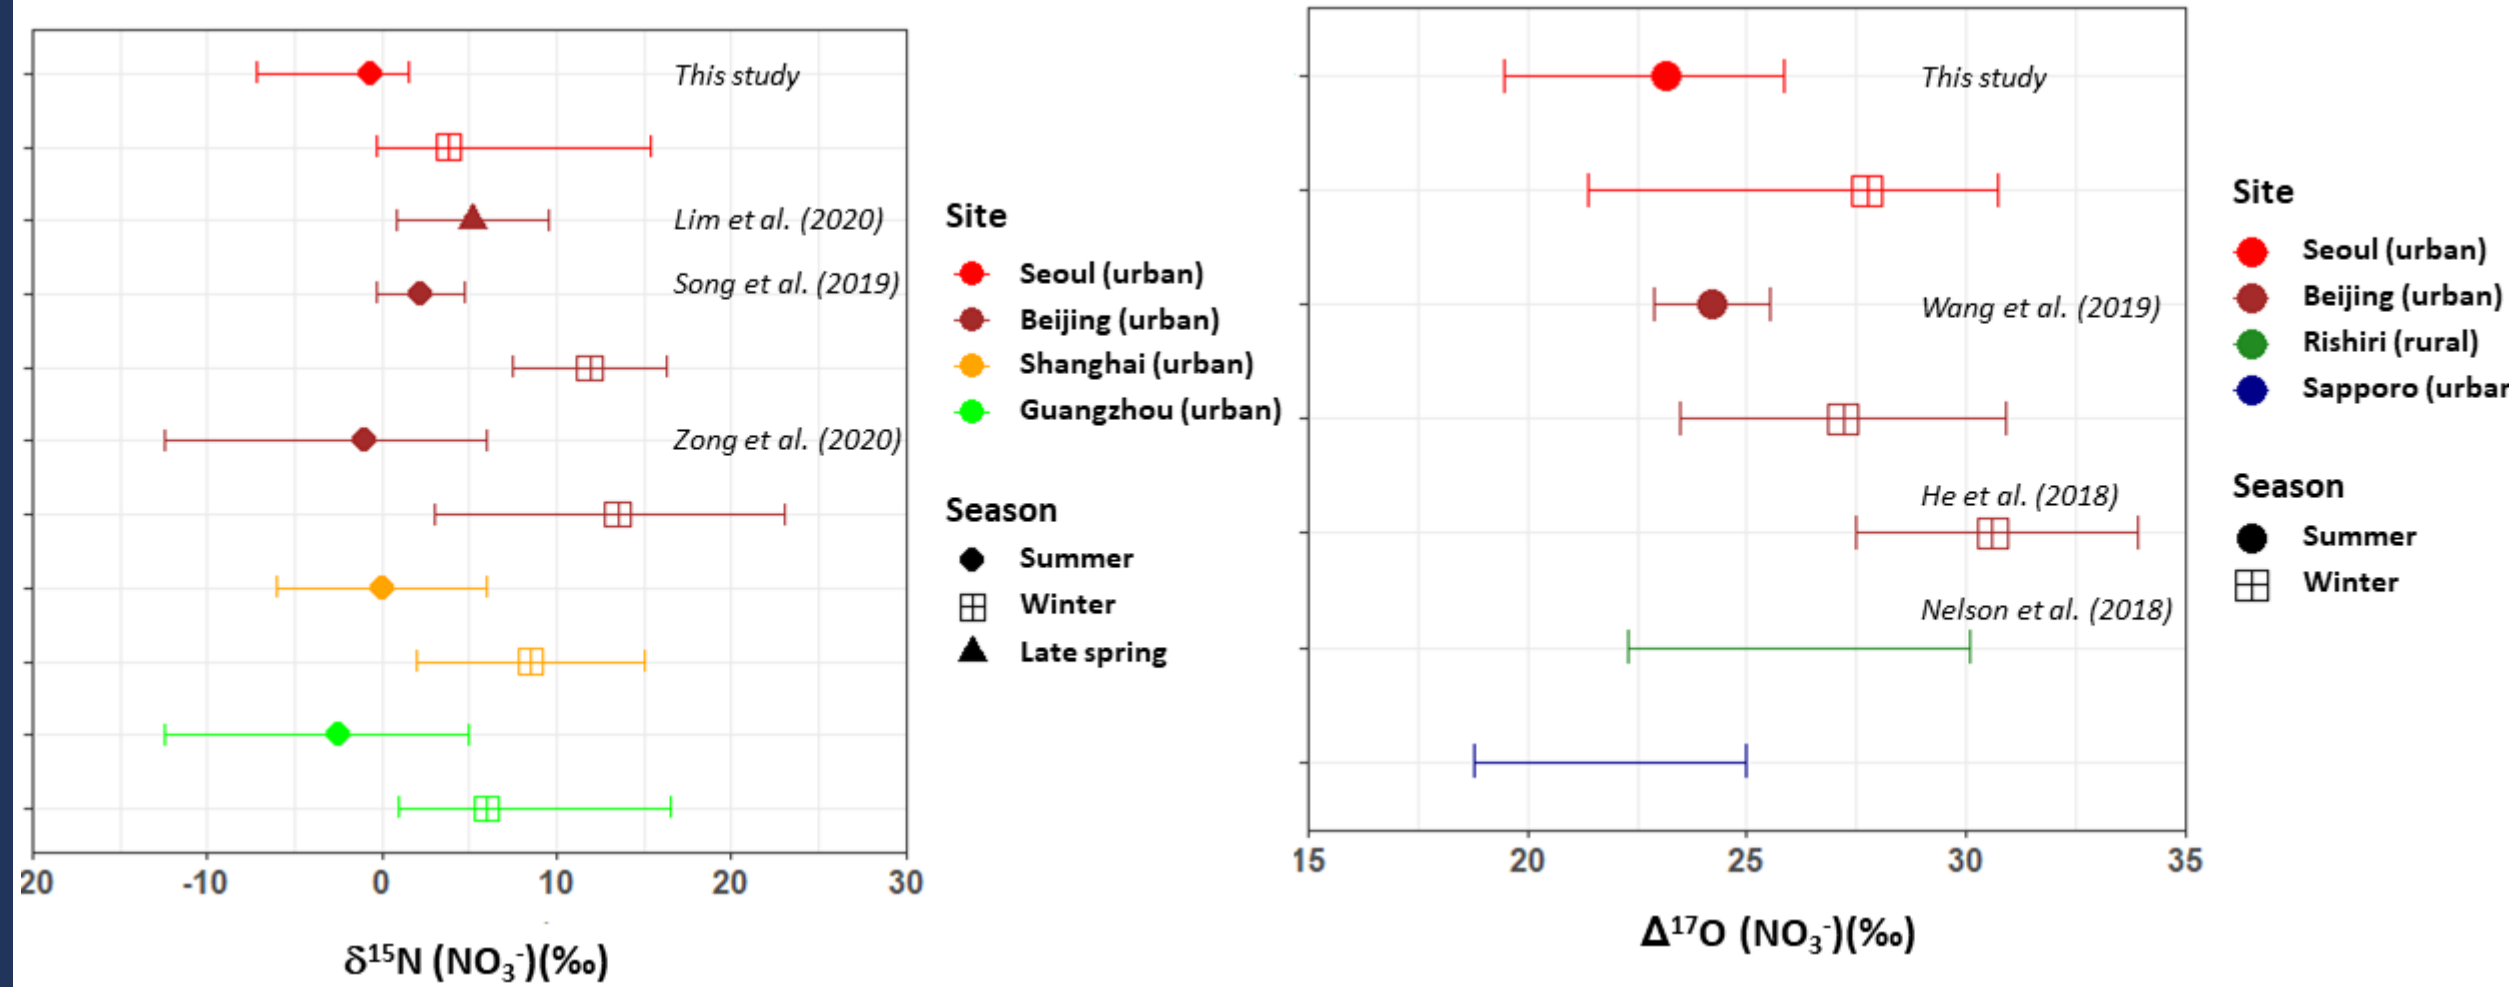 This study
Lim et al. (2020)
Song et al. (2019)
Zong et al. (2020)
20 -10 0 10 20 30
δ¹⁵N (NO₃⁻)(‰)
Site
Seoul (urban)
Beijing (urban)
Shanghai (urban)
Guangzhou (urban)
Season
Summer
Winter
Late spring
This study
Wang et al. (2019)
He et al. (2018)
Nelson et al. (2018)
15 20 25 30 35
Δ¹⁷O (NO₃⁻)(‰)
Site
Seoul (urban)
Beijing (urban)
Rishiri (rural)
Sapporo (urbar
Season
Summer
Winter